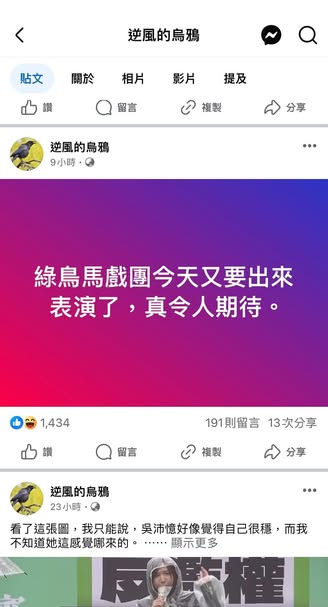 逆風的烏鴉
貼文 關於 相片 影片 提及
讚 留言 複製 分享
逆風的烏鴉
9小時・
綠鳥馬戲團今天又要出來
表演了，真令人期待。
1,434 191則留言 13次分享
讚 留言 複製 分享
逆風的烏鴉
23小時・
看了這張圖，我只能說，吳沛憶好像覺得自己很穩，而我
不知道她這感覺哪來的。⋯⋯ 顯示更多